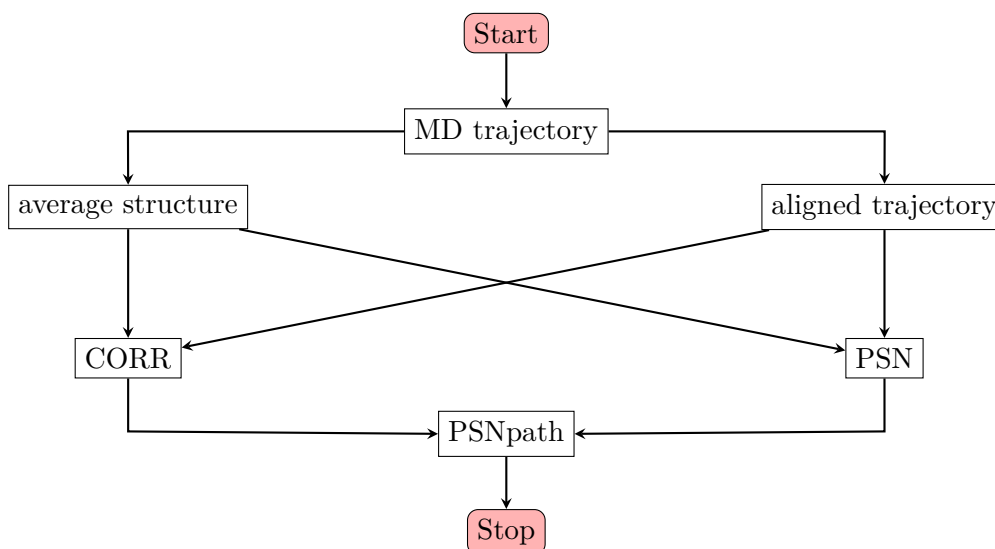 Start
MD trajectory
average structure
aligned trajectory
CORR
PSN
PSNpath
Stop